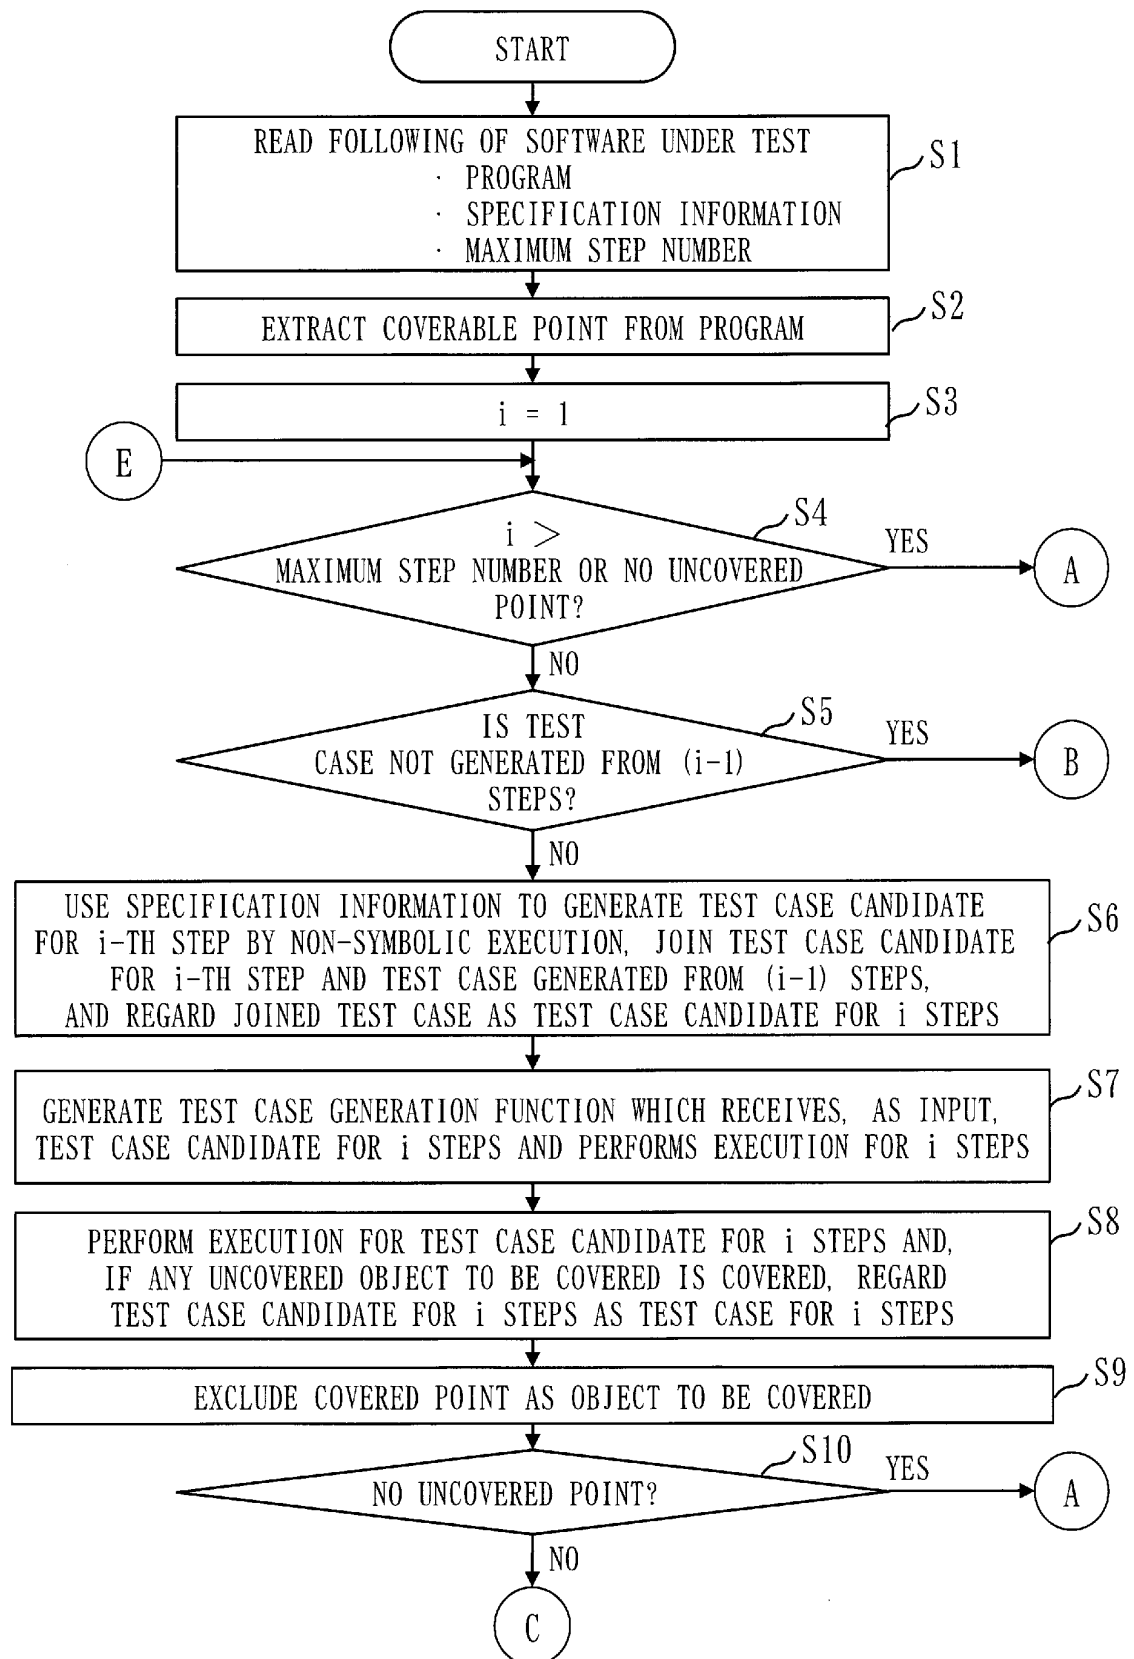 START
READ FOLLOWING OF SOFTWARE UNDER TEST
· PROGRAM
· SPECIFICATION INFORMATION
· MAXIMUM STEP NUMBER
S1
EXTRACT COVERABLE POINT FROM PROGRAM
S2
i = 1
S3
E
i >
MAXIMUM STEP NUMBER OR NO UNCOVERED
POINT?
S4
YES
A
NO
IS TEST
CASE NOT GENERATED FROM (i-1)
STEPS?
S5
YES
B
NO
USE SPECIFICATION INFORMATION TO GENERATE TEST CASE CANDIDATE
FOR i-TH STEP BY NON-SYMBOLIC EXECUTION, JOIN TEST CASE CANDIDATE
FOR i-TH STEP AND TEST CASE GENERATED FROM (i-1) STEPS,
AND REGARD JOINED TEST CASE AS TEST CASE CANDIDATE FOR i STEPS
S6
GENERATE TEST CASE GENERATION FUNCTION WHICH RECEIVES, AS INPUT,
TEST CASE CANDIDATE FOR i STEPS AND PERFORMS EXECUTION FOR i STEPS
S7
PERFORM EXECUTION FOR TEST CASE CANDIDATE FOR i STEPS AND,
IF ANY UNCOVERED OBJECT TO BE COVERED IS COVERED, REGARD
TEST CASE CANDIDATE FOR i STEPS AS TEST CASE FOR i STEPS
S8
EXCLUDE COVERED POINT AS OBJECT TO BE COVERED
S9
NO UNCOVERED POINT?
S10
YES
A
NO
C